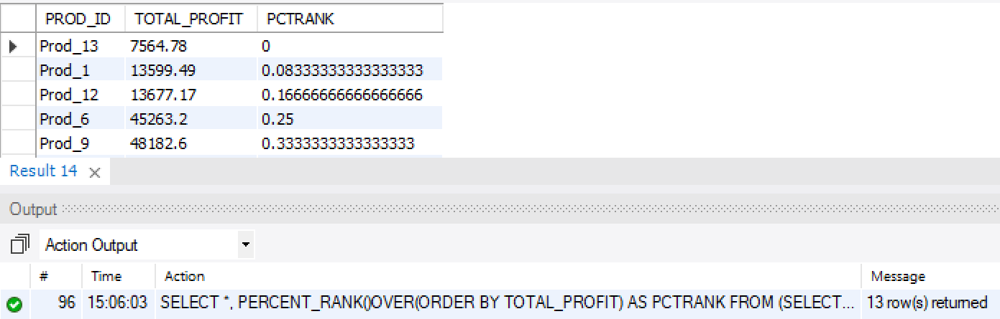 PROD_ID TOTAL_PROFIT PCTRANK
Prod_13 7564.78 0
Prod_1 13599.49 0.08333333333333333
Prod_12 13677.17 0.16666666666666666
Prod_6 45263.2 0.25
Prod_9 48182.6 0.3333333333333333
Result 14
Output
Action Output
# Time Action Message
96 15:06:03 SELECT *, PERCENT_RANK()OVER(ORDER BY TOTAL_PROFIT) AS PCTRANK FROM (SELECT... 13 row(s) returned